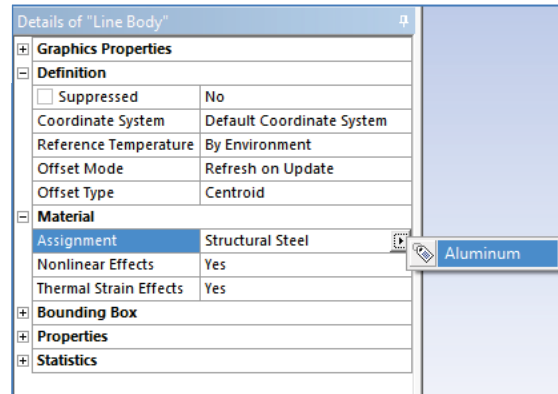 Details of "Line Body"
Graphics Properties
Definition
Suppressed No
Coordinate System Default Coordinate System
Reference Temperature By Environment
Offset Mode Refresh on Update
Offset Type Centroid
Material
Assignment Structural Steel Aluminum
Nonlinear Effects Yes
Thermal Strain Effects Yes
Bounding Box
Properties
Statistics